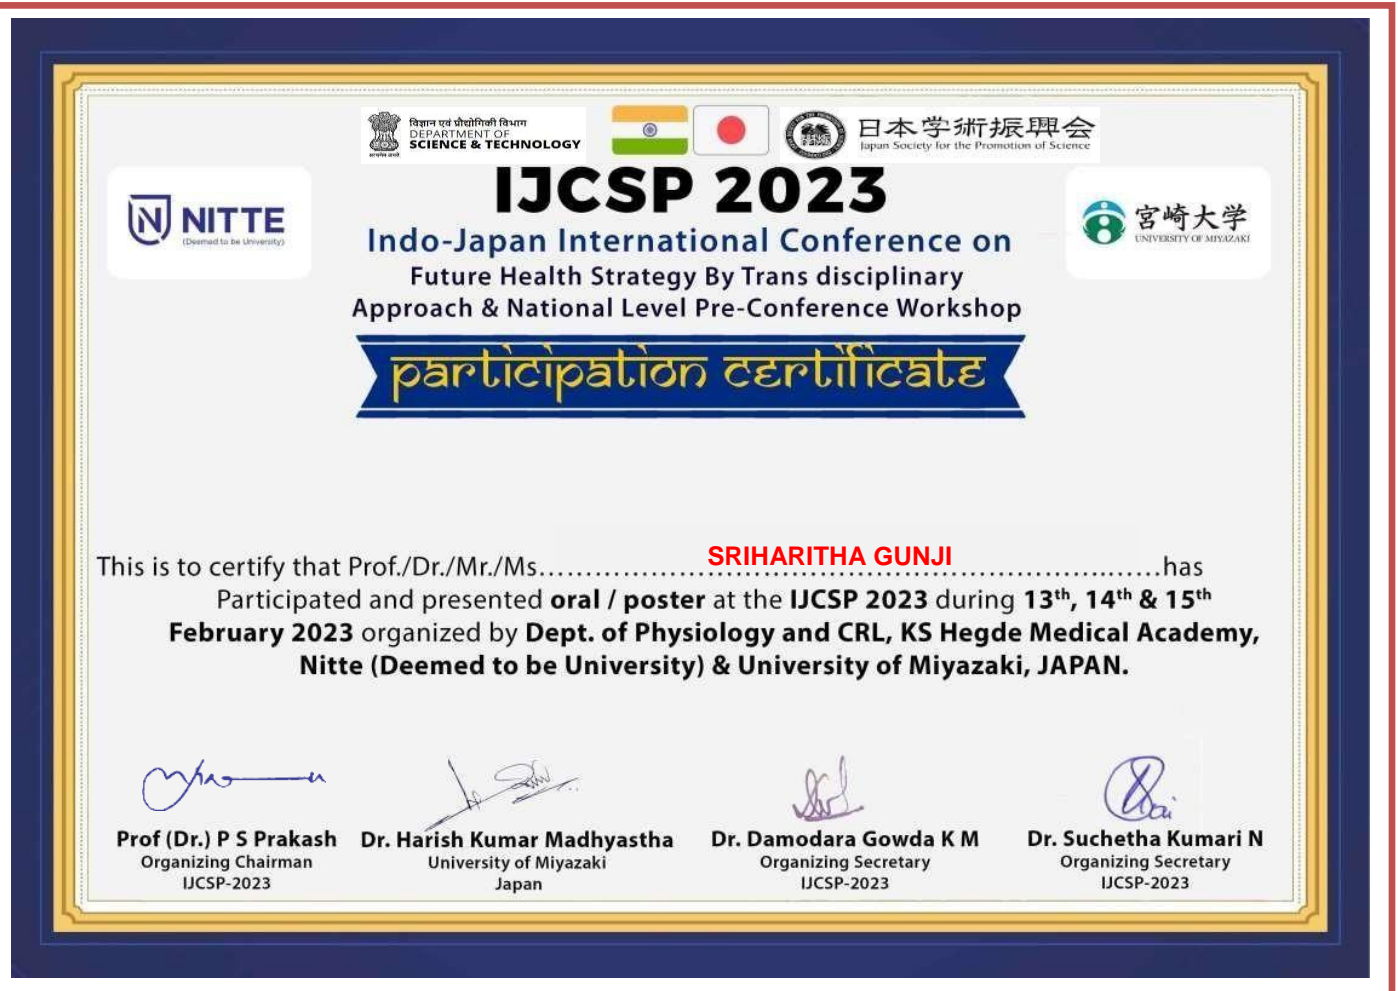 विज्ञान एवं प्रौद्योगिकी विभाग
DEPARTMENT OF
SCIENCE & TECHNOLOGY
सत्यमेव जयते
日本学術振興会
Japan Society for the Promotion of Science
NITTE
(Deemed to be University)
IJCSP 2023
宮崎大学
UNIVERSITY OF MIYAZAKI
Indo-Japan International Conference on
Future Health Strategy By Trans disciplinary
Approach & National Level Pre-Conference Workshop
participation certificate
This is to certify that Prof./Dr./Mr./Ms. SRIHARITHA GUNJI has
Participated and presented oral / poster at the IJCSP 2023 during 13th, 14th & 15th
February 2023 organized by Dept. of Physiology and CRL, KS Hegde Medical Academy,
Nitte (Deemed to be University) & University of Miyazaki, JAPAN.
Prof (Dr.) P S Prakash
Organizing Chairman
IJCSP-2023
Dr. Harish Kumar Madhyastha
University of Miyazaki
Japan
Dr. Damodara Gowda K M
Organizing Secretary
IJCSP-2023
Dr. Suchetha Kumari N
Organizing Secretary
IJCSP-2023